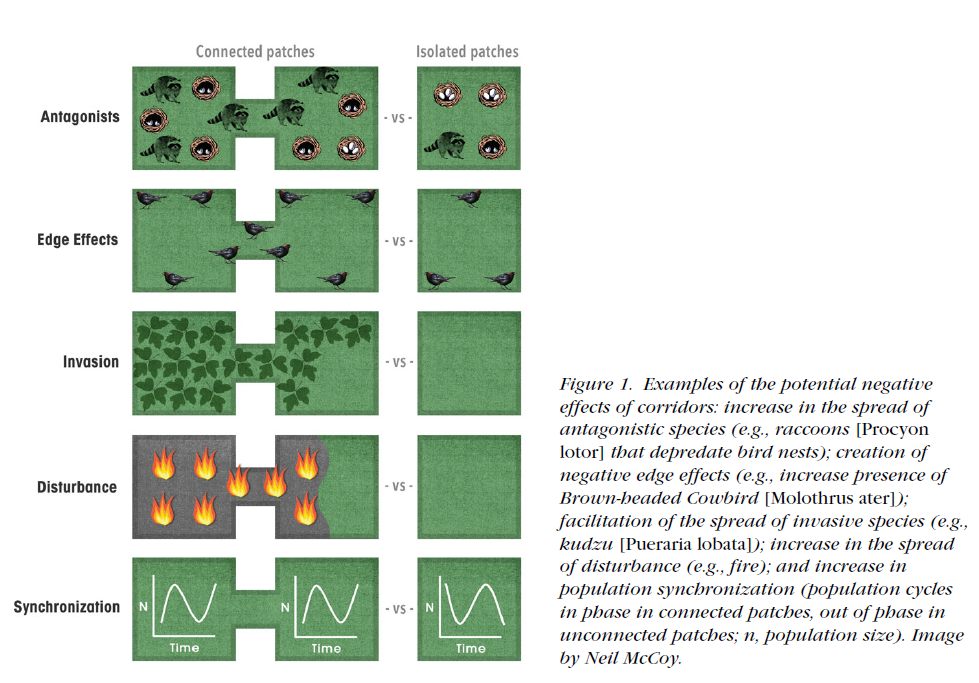 Connected patches
Isolated patches
Antagonists
- vs -
Edge Effects
- vs -
Invasion
- vs -
Disturbance
- vs -
Synchronization
N
Time
N
Time
- vs -
N
Time
Figure 1. Examples of the potential negative
effects of corridors: increase in the spread of
antagonistic species (e.g., raccoons [Procyon
lotor] that depredate bird nests); creation of
negative edge effects (e.g., increase presence of
Brown-headed Cowbird [Molothrus ater]);
facilitation of the spread of invasive species (e.g.,
kudzu [Pueraria lobata]); increase in the spread
of disturbance (e.g., fire); and increase in
population synchronization (population cycles
in phase in connected patches, out of phase in
unconnected patches; n, population size). Image
by Neil McCoy.